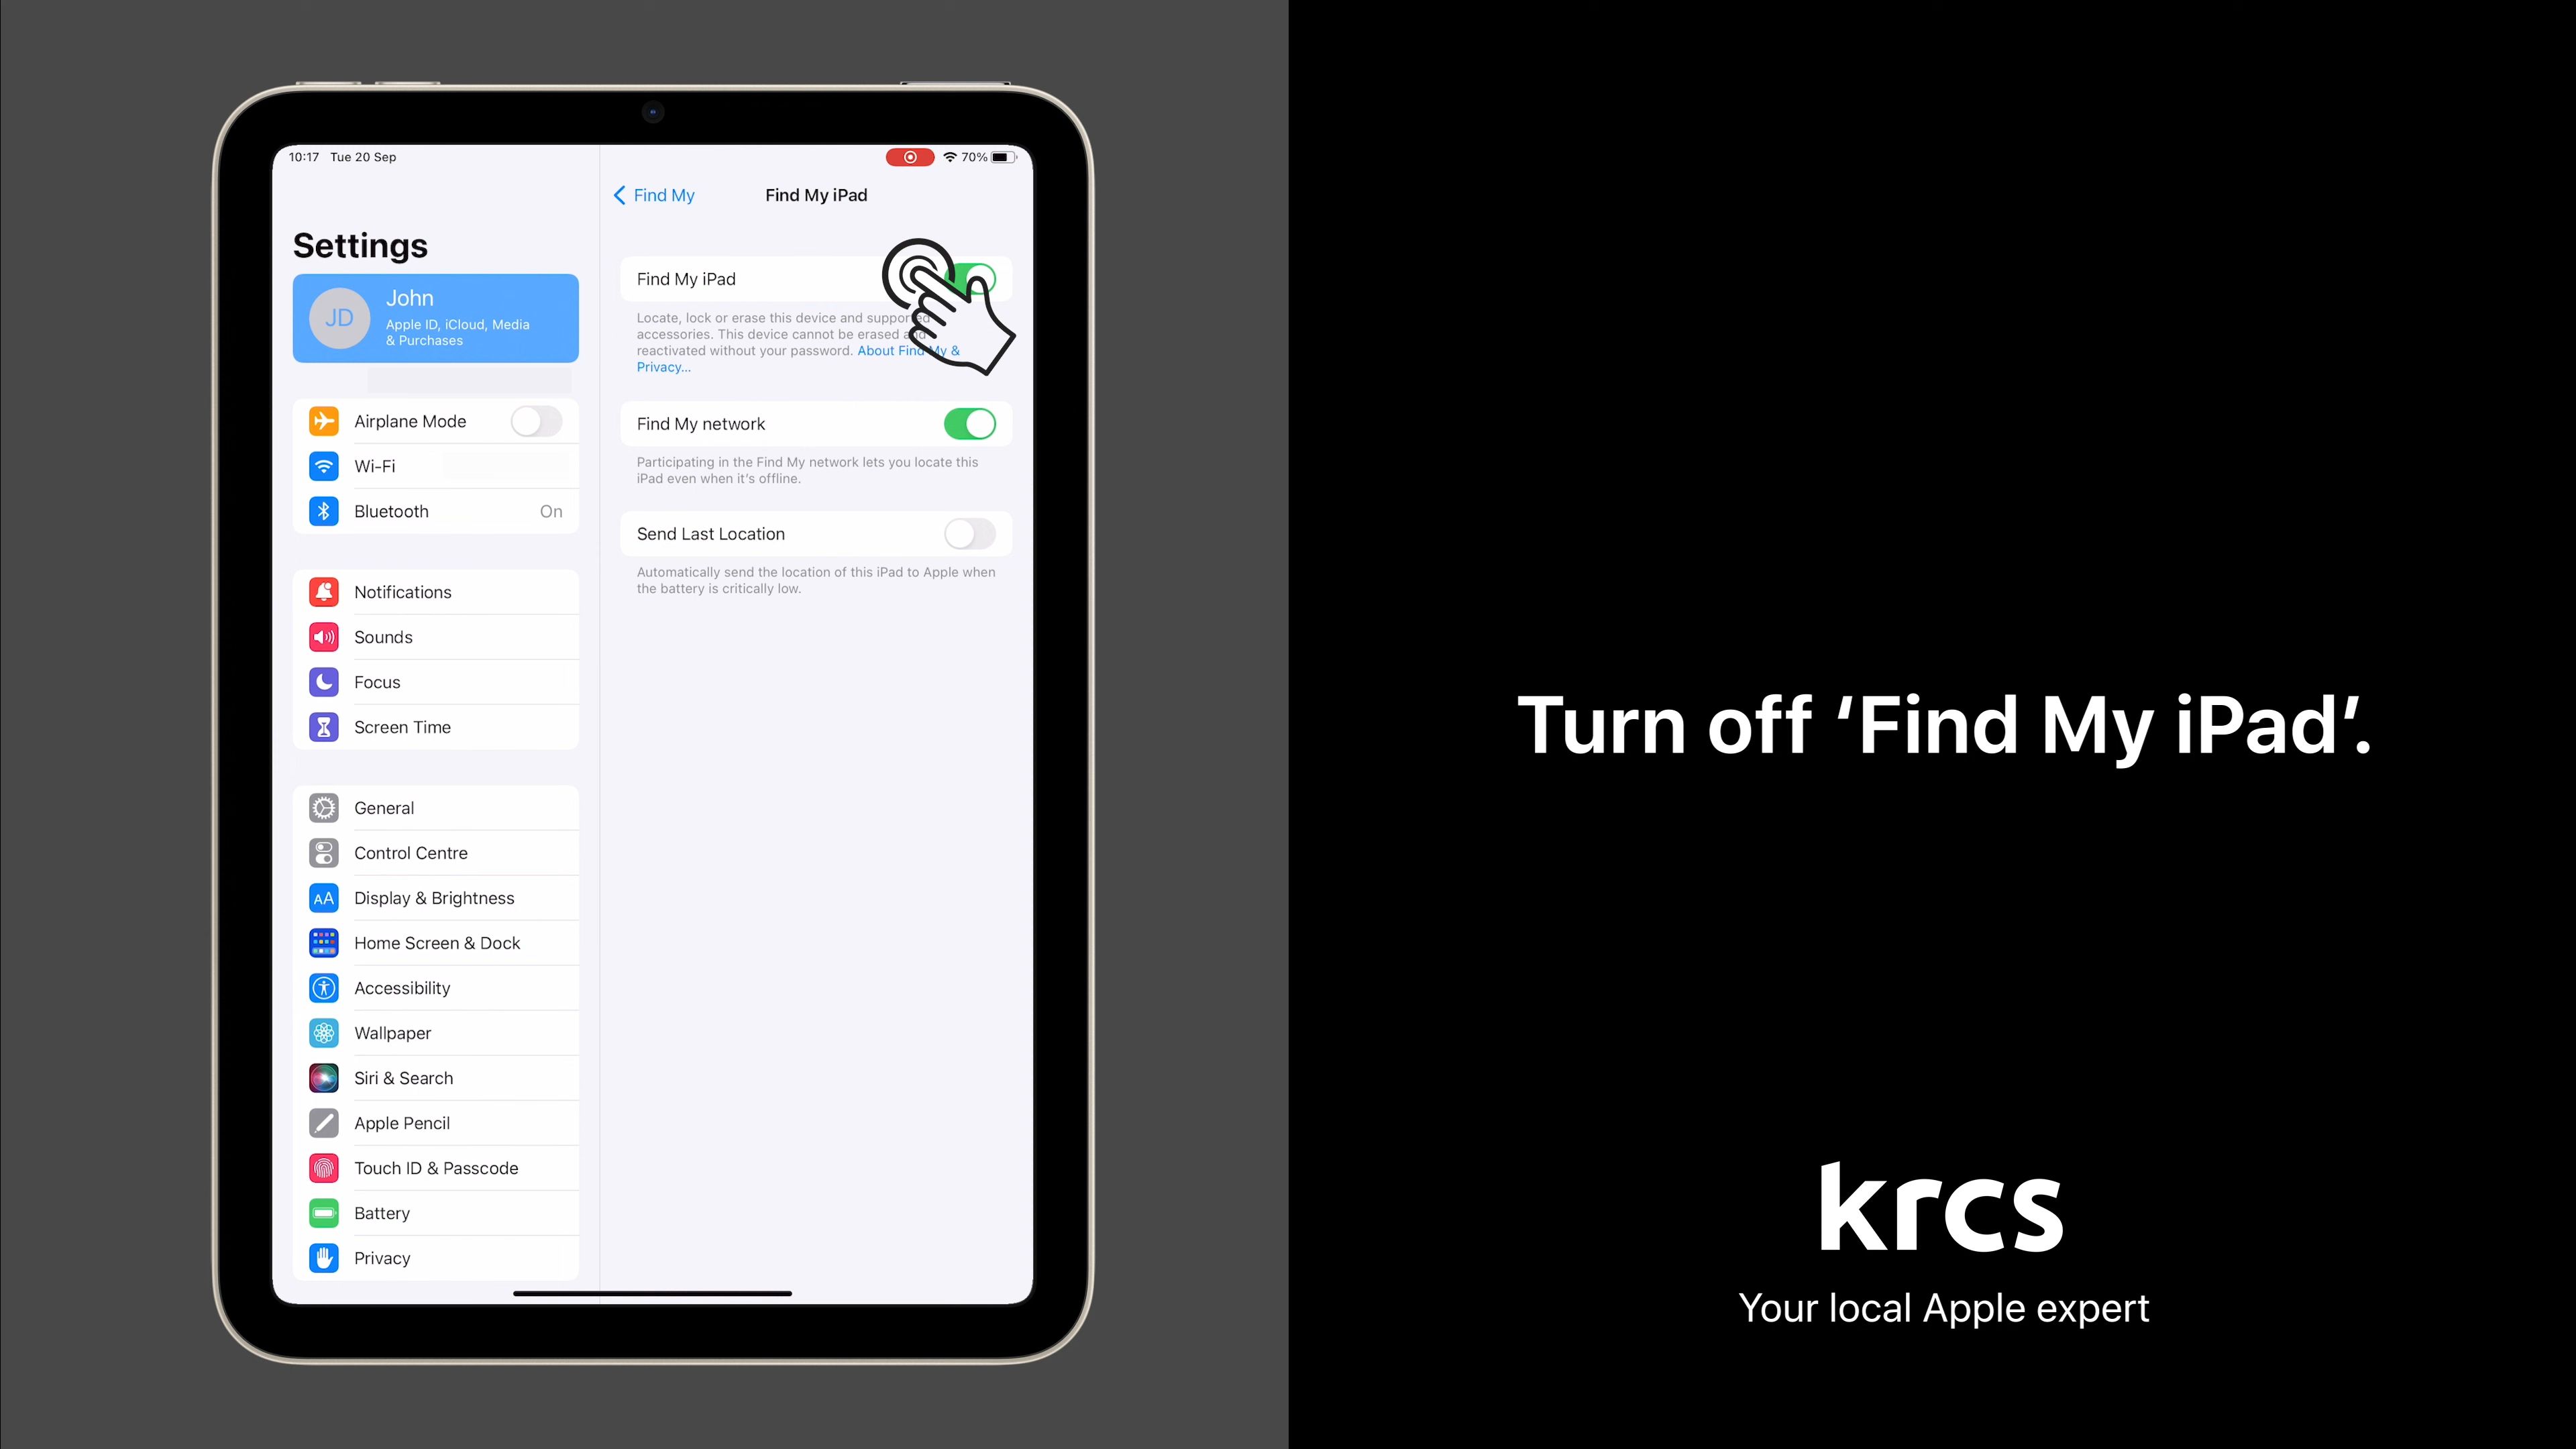 10:17 Tue 20 Sep
70%
Settings
JD
John
Apple ID, iCloud, Media
& Purchases
Airplane Mode
Wi-Fi
Bluetooth On
Notifications
Sounds
Focus
Screen Time
General
Control Centre
AA Display & Brightness
Home Screen & Dock
Accessibility
Wallpaper
Siri & Search
Apple Pencil
Touch ID & Passcode
Battery
Privacy
Find My
Find My iPad
Find My iPad
Locate, lock or erase this device and supported
accessories. This device cannot be erased and
reactivated without your password. About Find My &
Privacy...
Find My network
Participating in the Find My network lets you locate this
iPad even when it’s offline.
Send Last Location
Automatically send the location of this iPad to Apple when
the battery is critically low.
Turn off ‘Find My iPad’.
krcs
Your local Apple expert